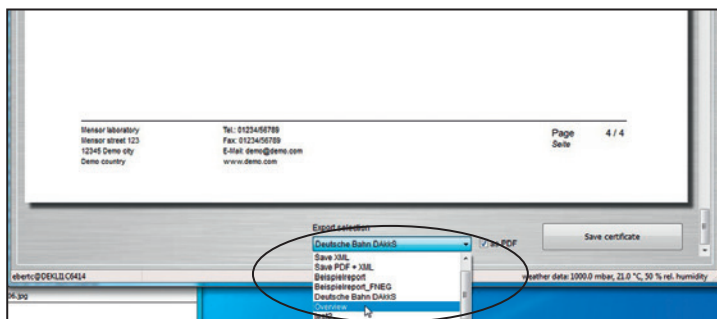 Mensor laboratory
Mensor street 123
12345 Demo city
Demo country
Tel.: 01234/56789
Fax: 01234/56789
E-Mail: demo@demo.com
www.demo.com
Page 4 / 4
Seite
Export selection
Deutsche Bahn DAkkS
as PDF
Save certificate
Save XML
Save PDF + XML
Beispielreport
Beispielreport_FNEG
Deutsche Bahn DAkkS
Overview
ebertc@DEKLIJC6414
weather data: 1000.0 mbar, 21.0 °C, 50 % rel. humidity
06.jpg